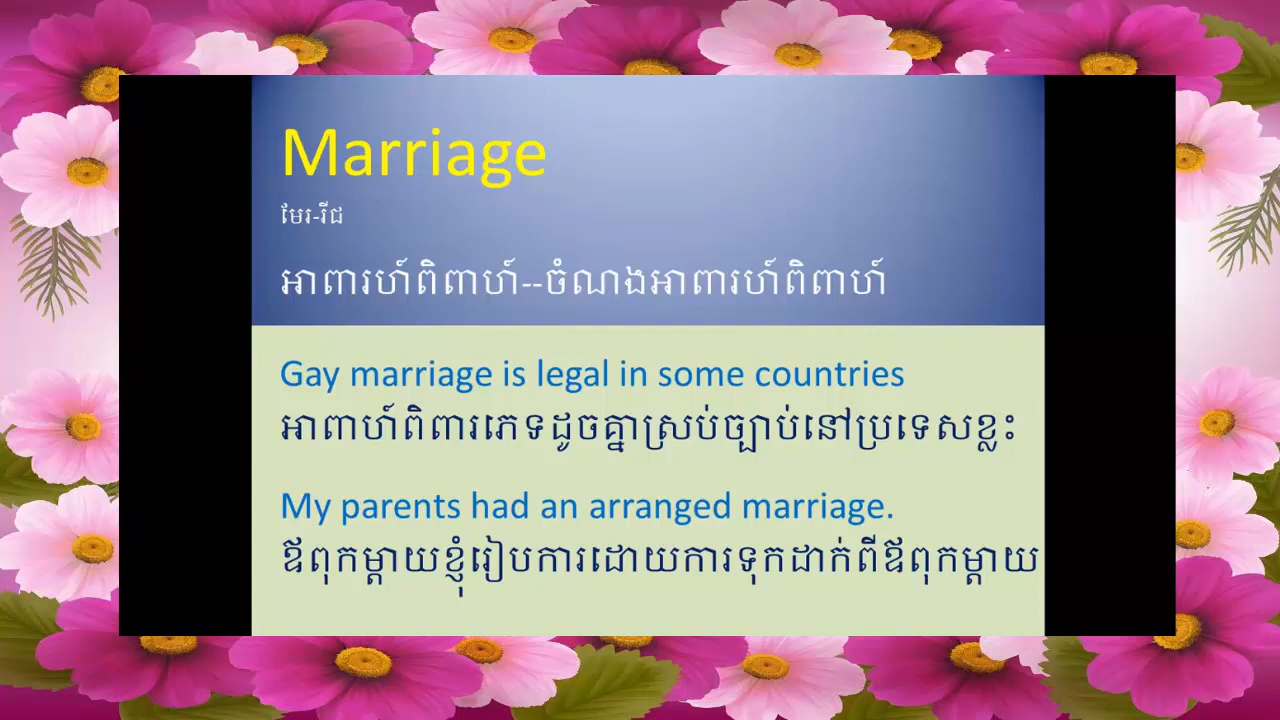 Marriage
មែរ-រីជ
អាពារហ៍ពិពាហ៍--ចំណងអាពារហ៍ពិពាហ៍
Gay marriage is legal in some countries
អាពាហ៍ពិពារភេទដូចគ្នាស្រប់ច្បាប់នៅប្រទេសខ្លះ
My parents had an arranged marriage.
ឪពុកម្តាយខ្ញុំរៀបការដោយការទុកដាក់ពីឪពុកម្តាយ